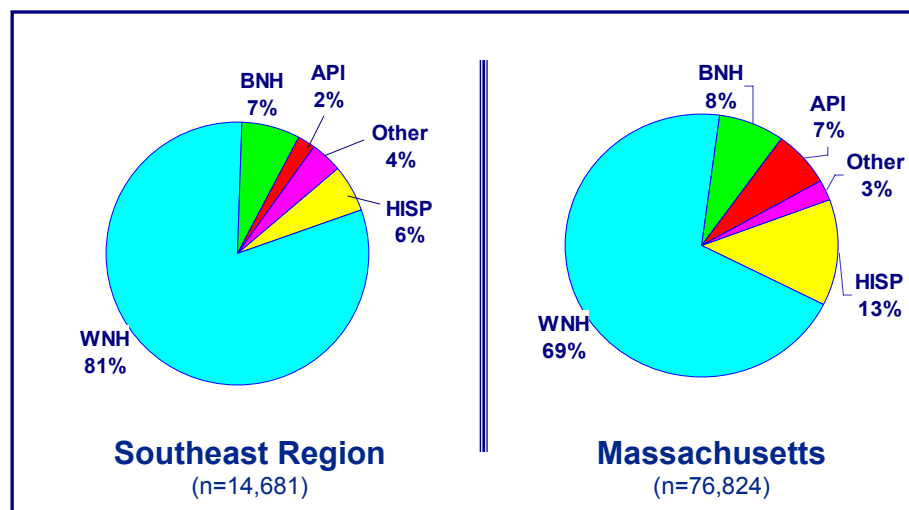 BNH
7%
API
2%
Other
4%
HISP
6%
WNH
81%
Southeast Region
(n=14,681)
BNH
8%
API
7%
Other
3%
HISP
13%
WNH
69%
Massachusetts
(n=76,824)